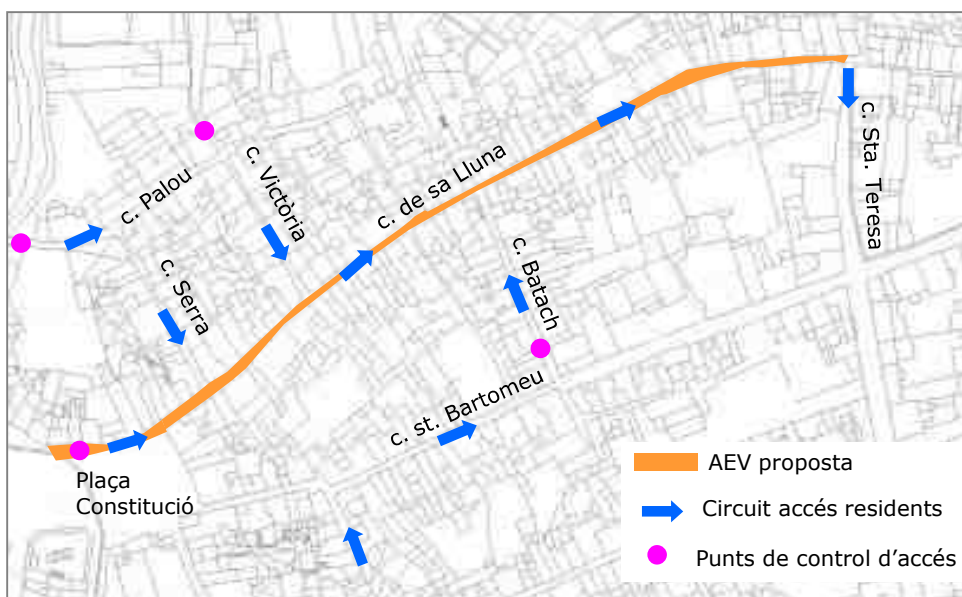 c. Palou
c. Victòria
c. Serra
c. de sa Lluna
c. Sta. Teresa
c. Batach
c. st. Bartomeu
Plaça
Constitució
AEV proposta
Circuit accés residents
Punts de control d’accés